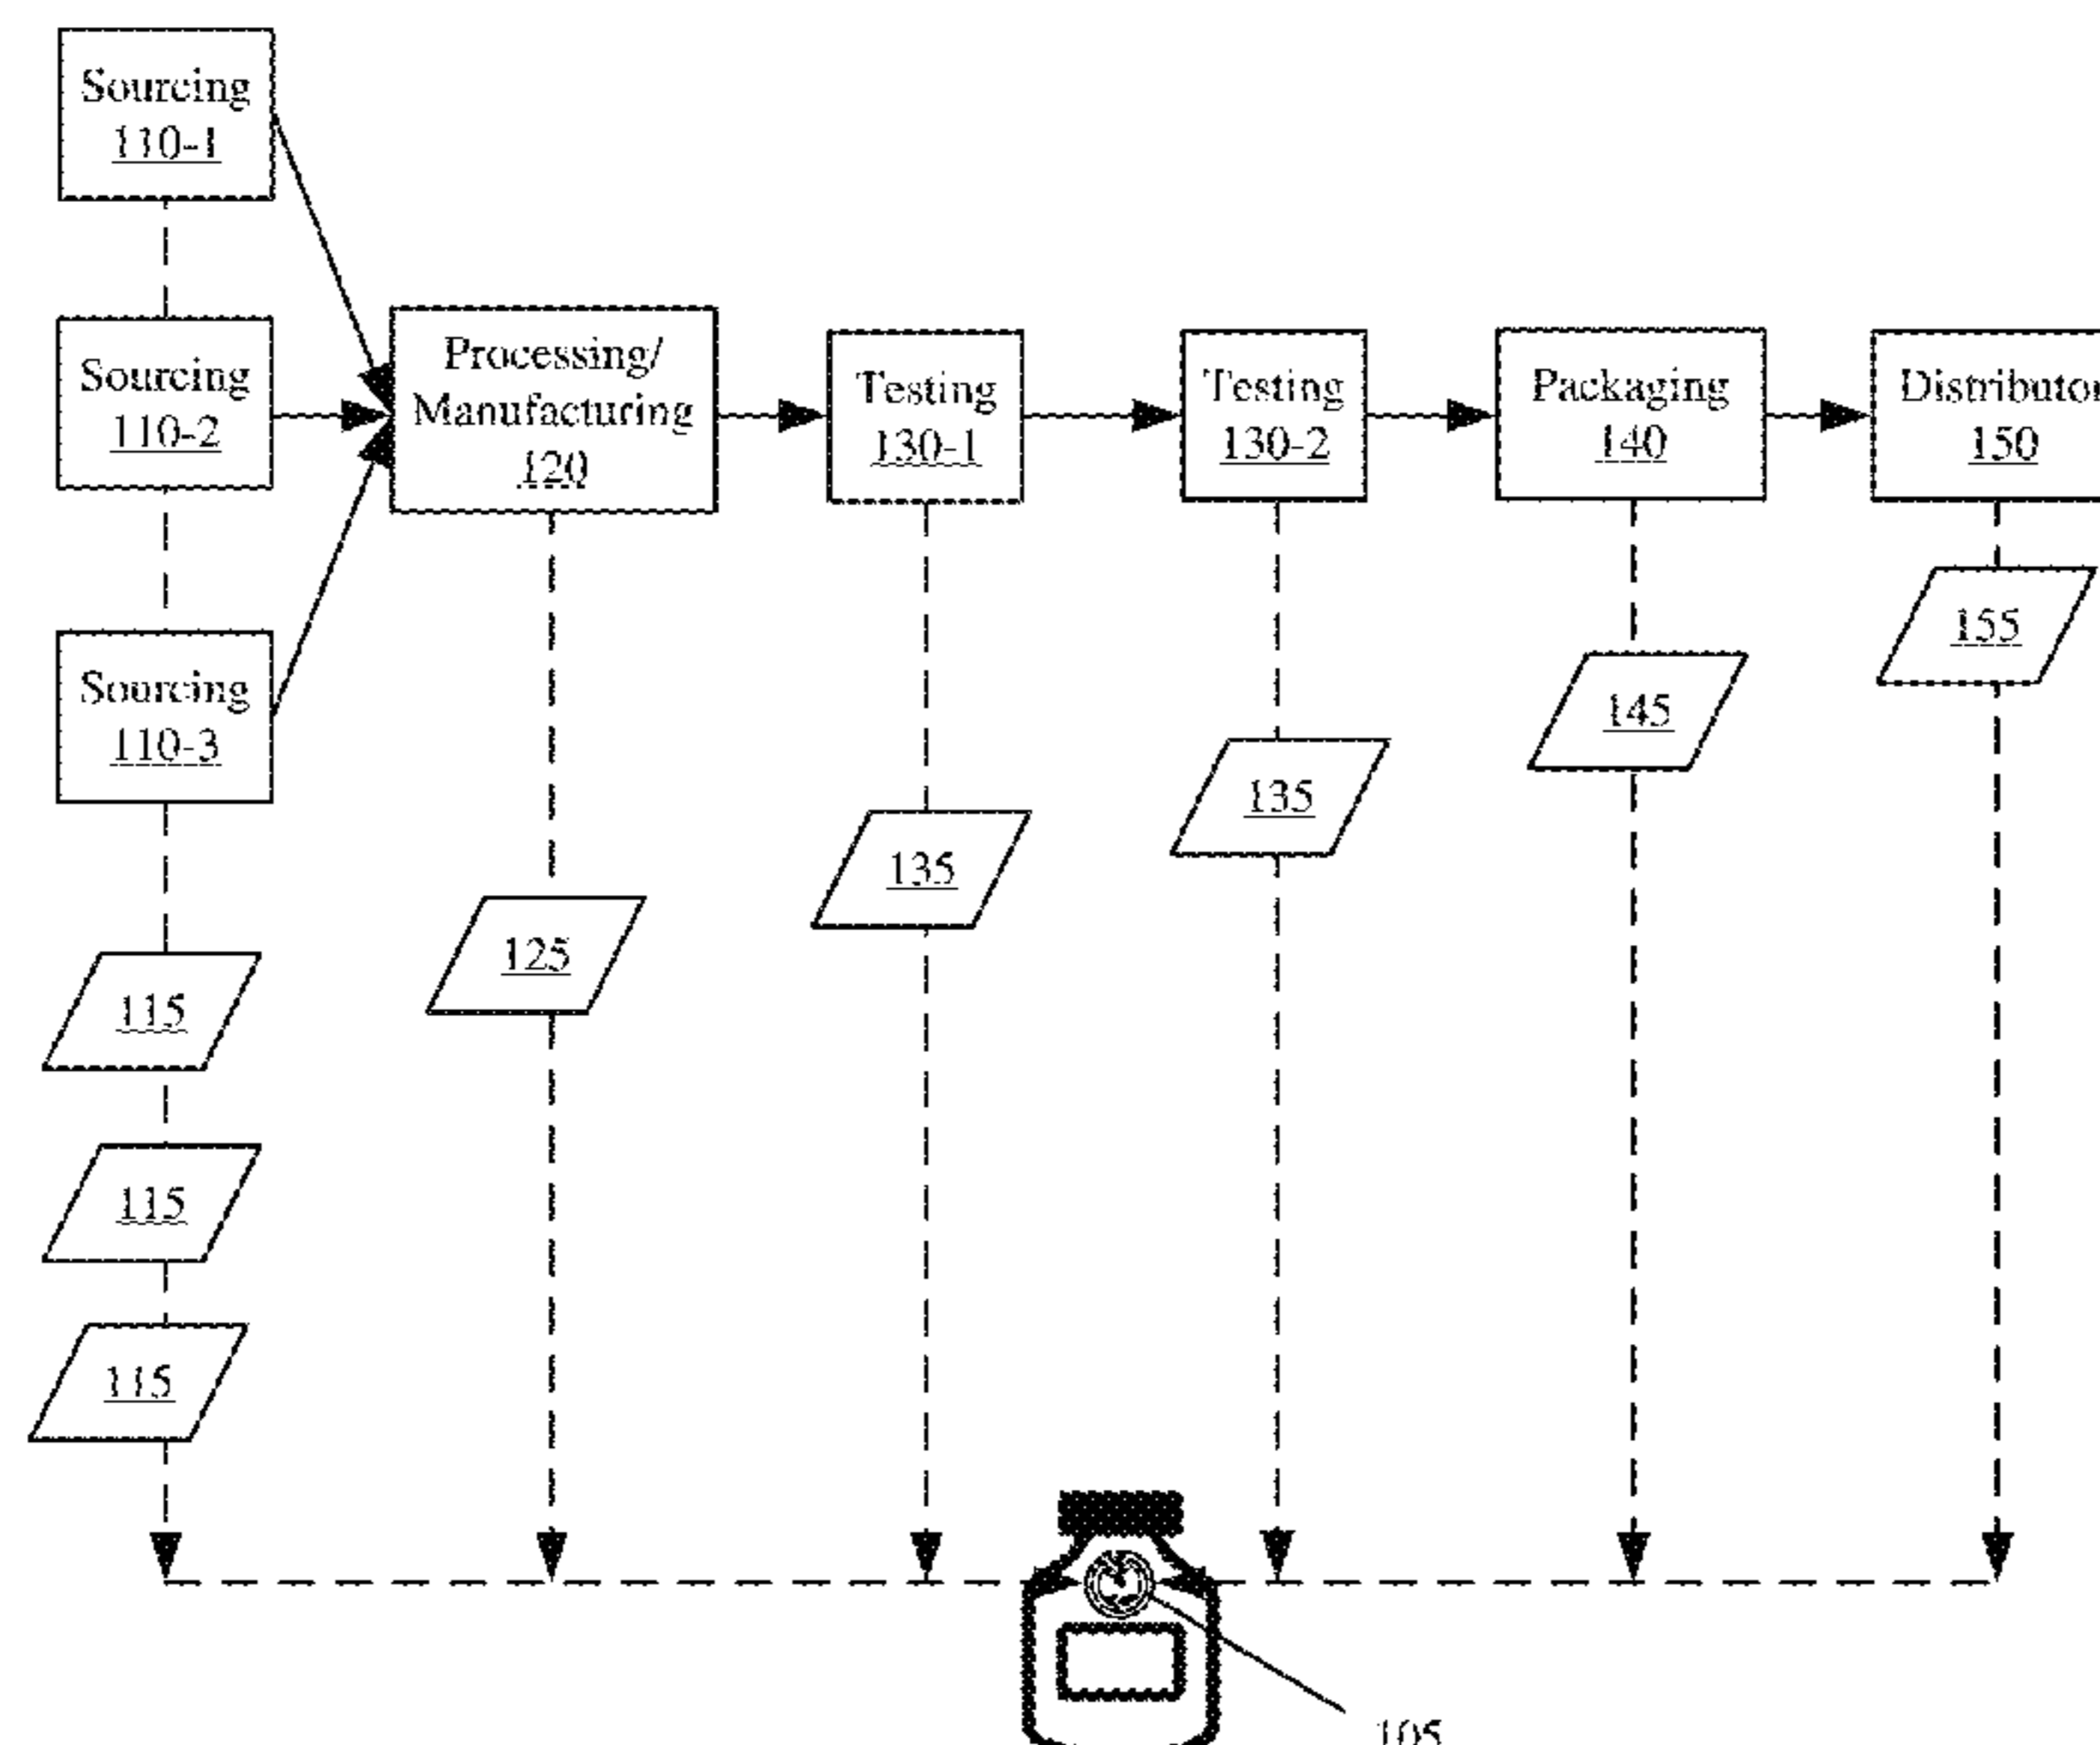 Sourcing
110-1
Sourcing
110-2
Sourcing
110-3
Processing/
Manufacturing
120
Testing
130-1
Testing
130-2
Packaging
140
Distributor
150
155
145
135
135
125
115
115
115
105